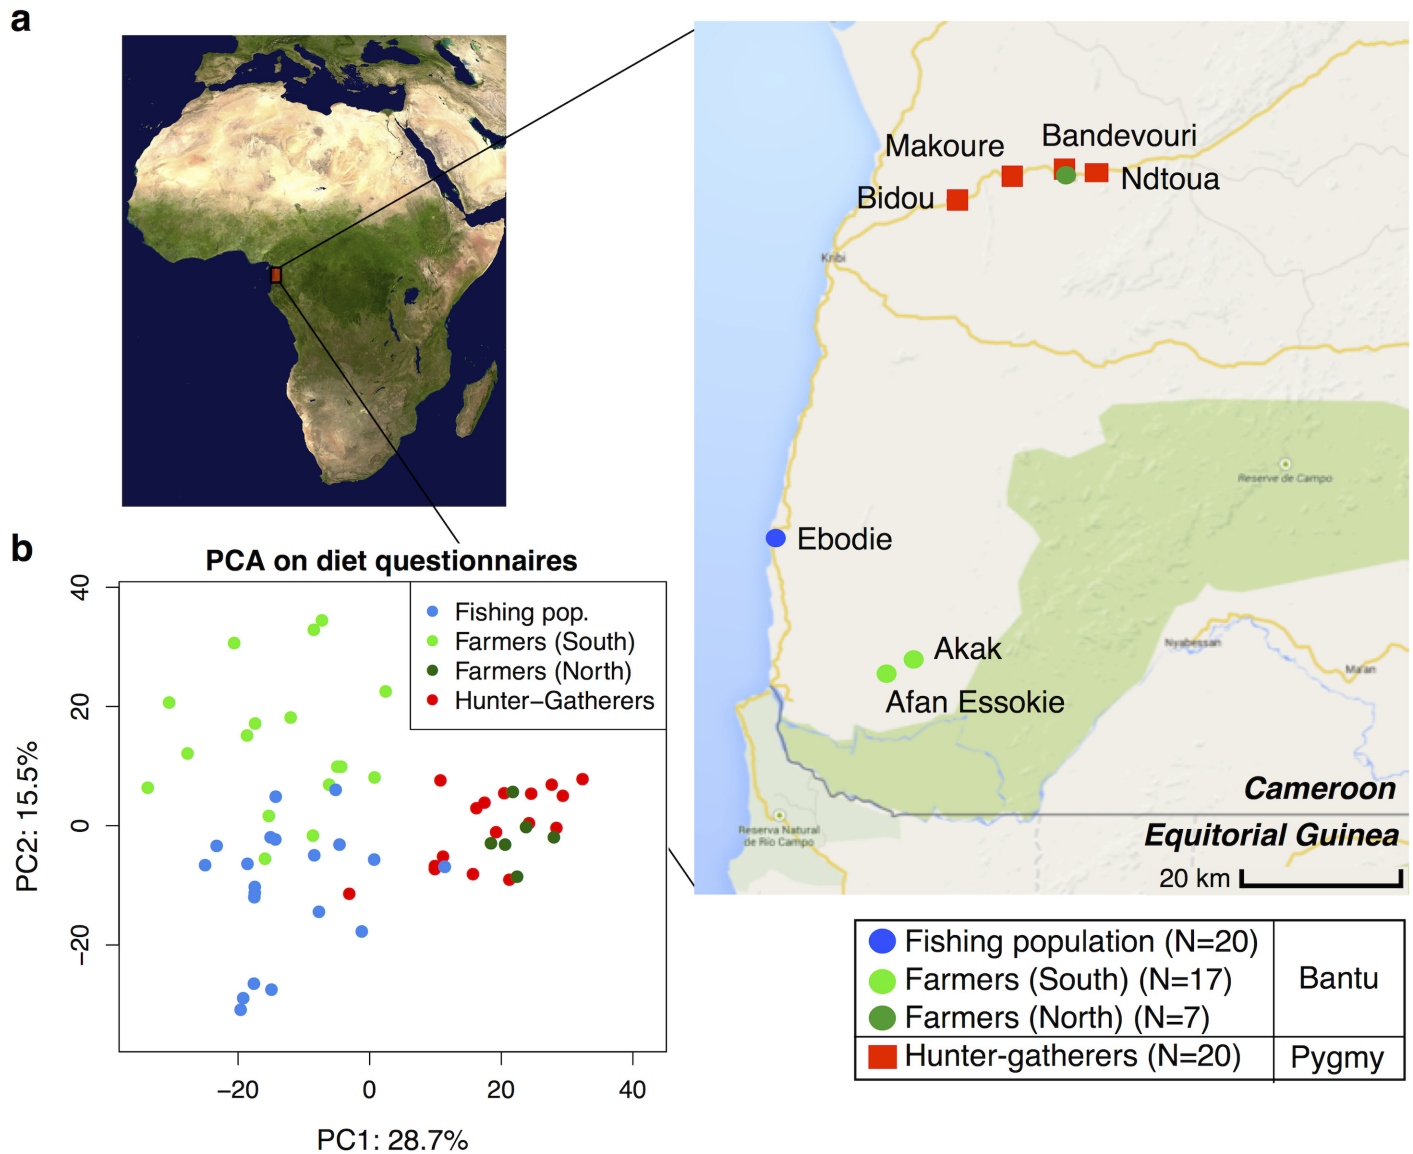 a
Makoure
Bandevouri
Bidou
Ndtoua
Kribi
Reserve de Campo
Ebodie
Akak
Afan Essokie
Nyabessan
Ma'an
Cameroon
Equitorial Guinea
Reserva Natural
de Río Campo
20 km
b
PCA on diet questionnaires
Fishing pop.
Farmers (South)
Farmers (North)
Hunter−Gatherers
PC2: 15.5%
40
20
0
−20
−20 0 20 40
PC1: 28.7%
Fishing population (N=20)
Farmers (South) (N=17)
Bantu
Farmers (North) (N=7)
Hunter-gatherers (N=20)
Pygmy